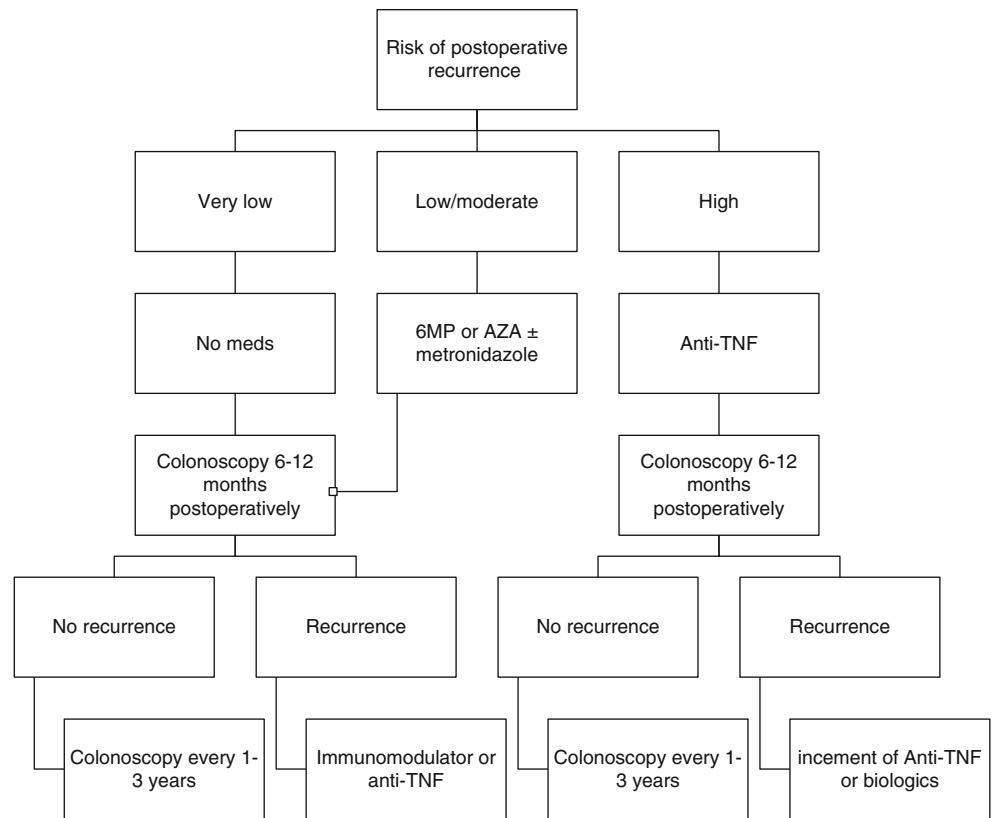 Risk of postoperative
recurrence
Very low
Low/moderate
High
No meds
6MP or AZA ±
metronidazole
Anti-TNF
Colonoscopy 6-12
months
postoperatively
Colonoscopy 6-12
months
postoperatively
No recurrence
Recurrence
No recurrence
Recurrence
Colonoscopy every 1-
3 years
Immunomodulator or
anti-TNF
Colonoscopy every 1-
3 years
incement of Anti-TNF
or biologics